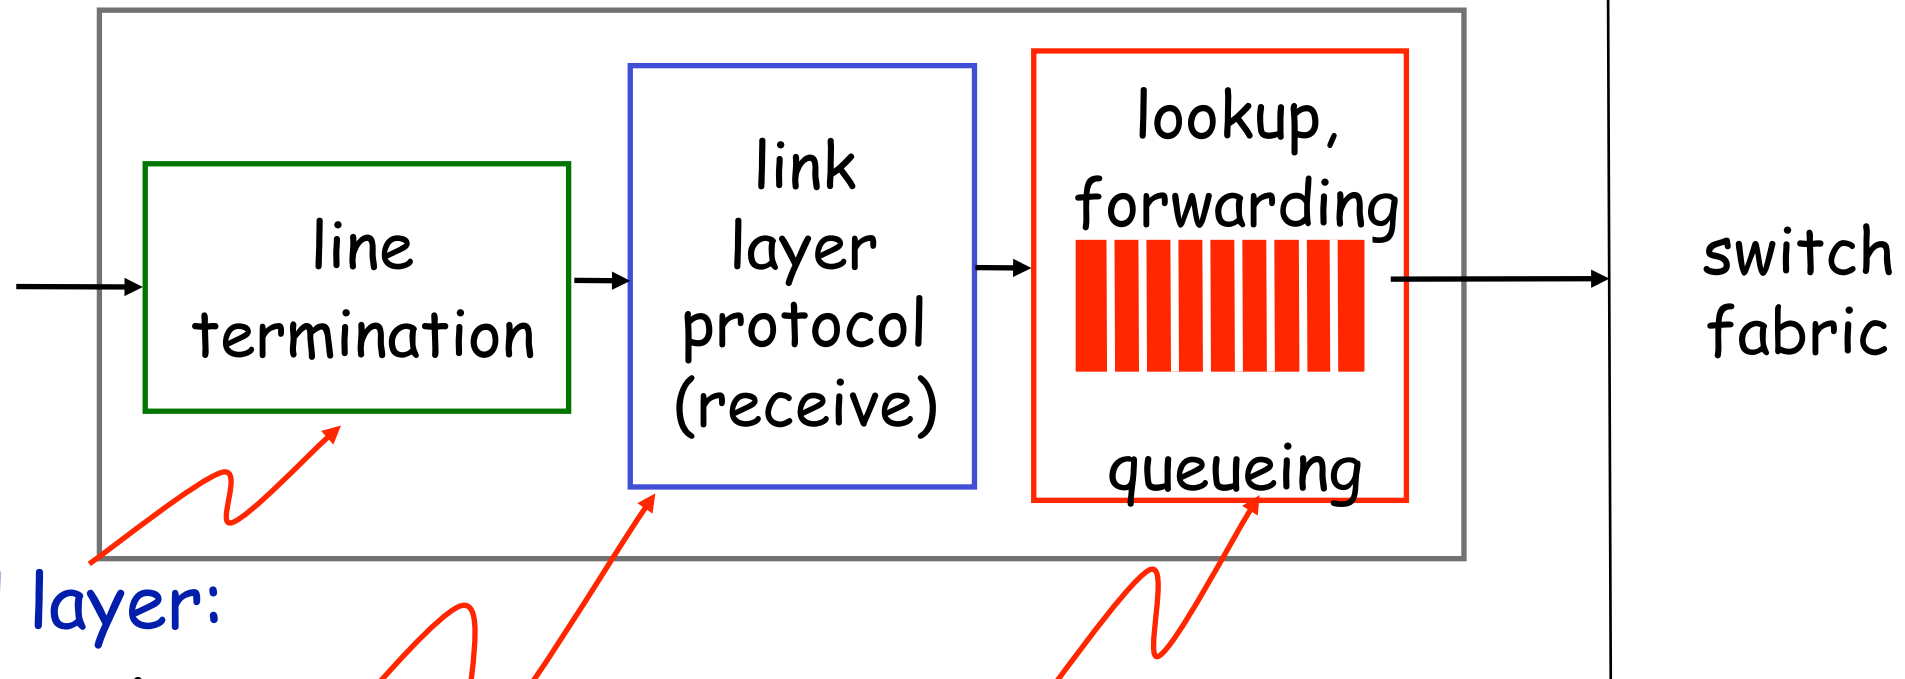 line
termination
link
layer
protocol
(receive)
lookup,
forwarding
queueing
switch
fabric
layer: